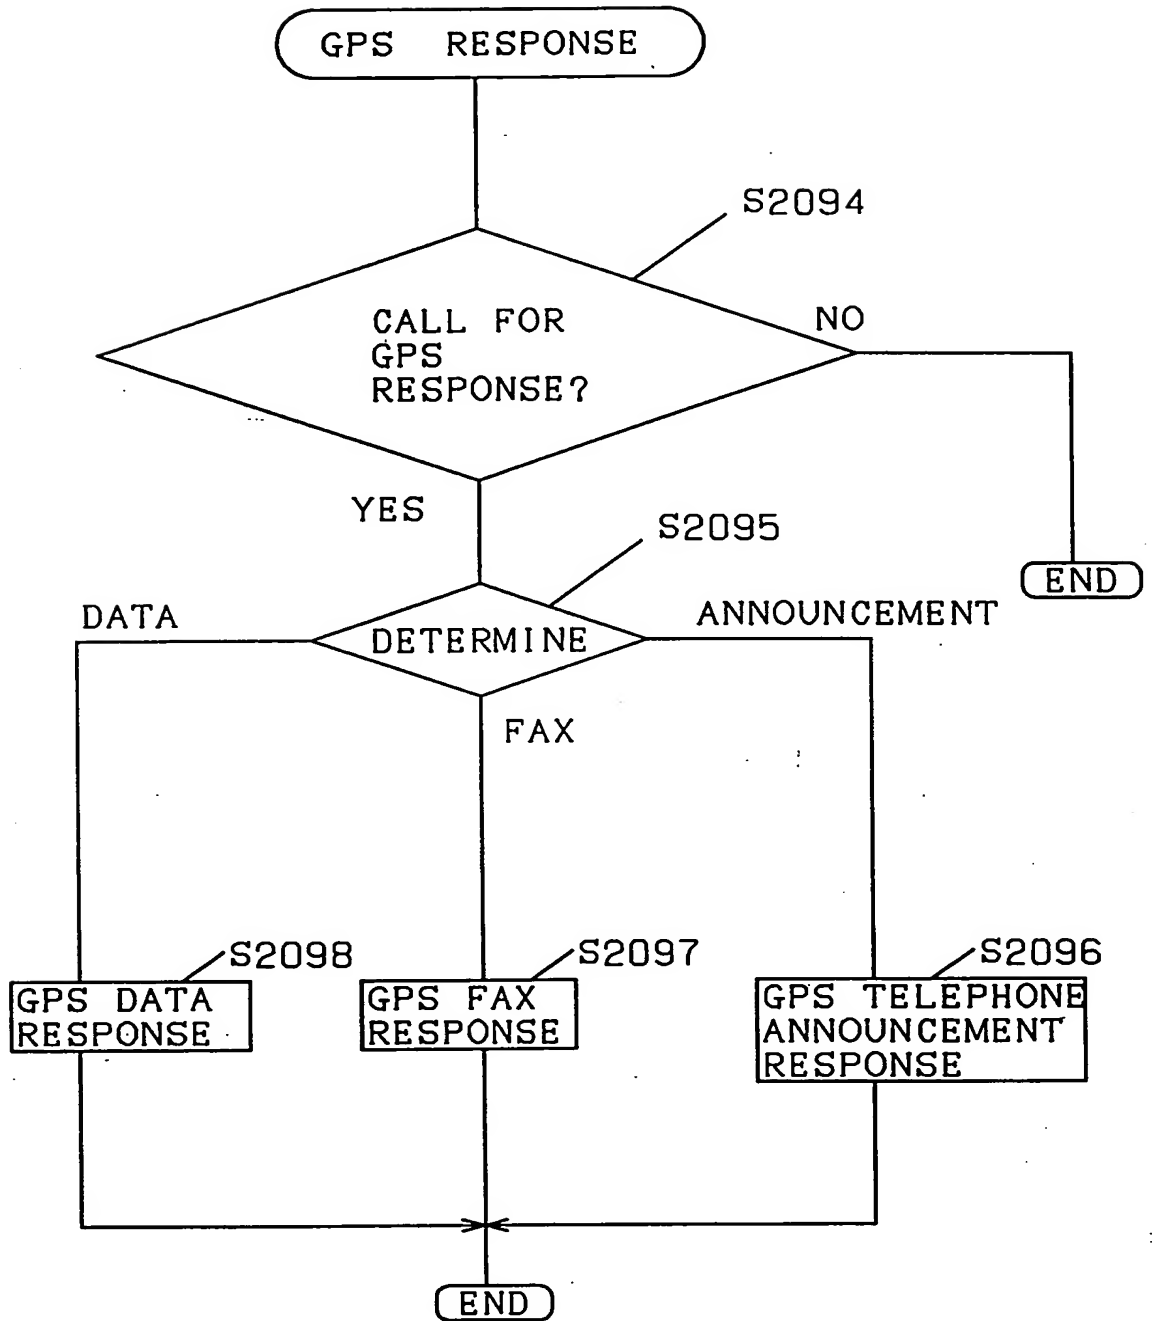 GPS RESPONSE
S2094
CALL FOR
GPS
RESPONSE?
NO
YES
S2095
END
DATA
DETERMINE
ANNOUNCEMENT
FAX
S2098
S2097
S2096
GPS DATA
RESPONSE
GPS FAX
RESPONSE
GPS TELEPHONE
ANNOUNCEMENT
RESPONSE
END